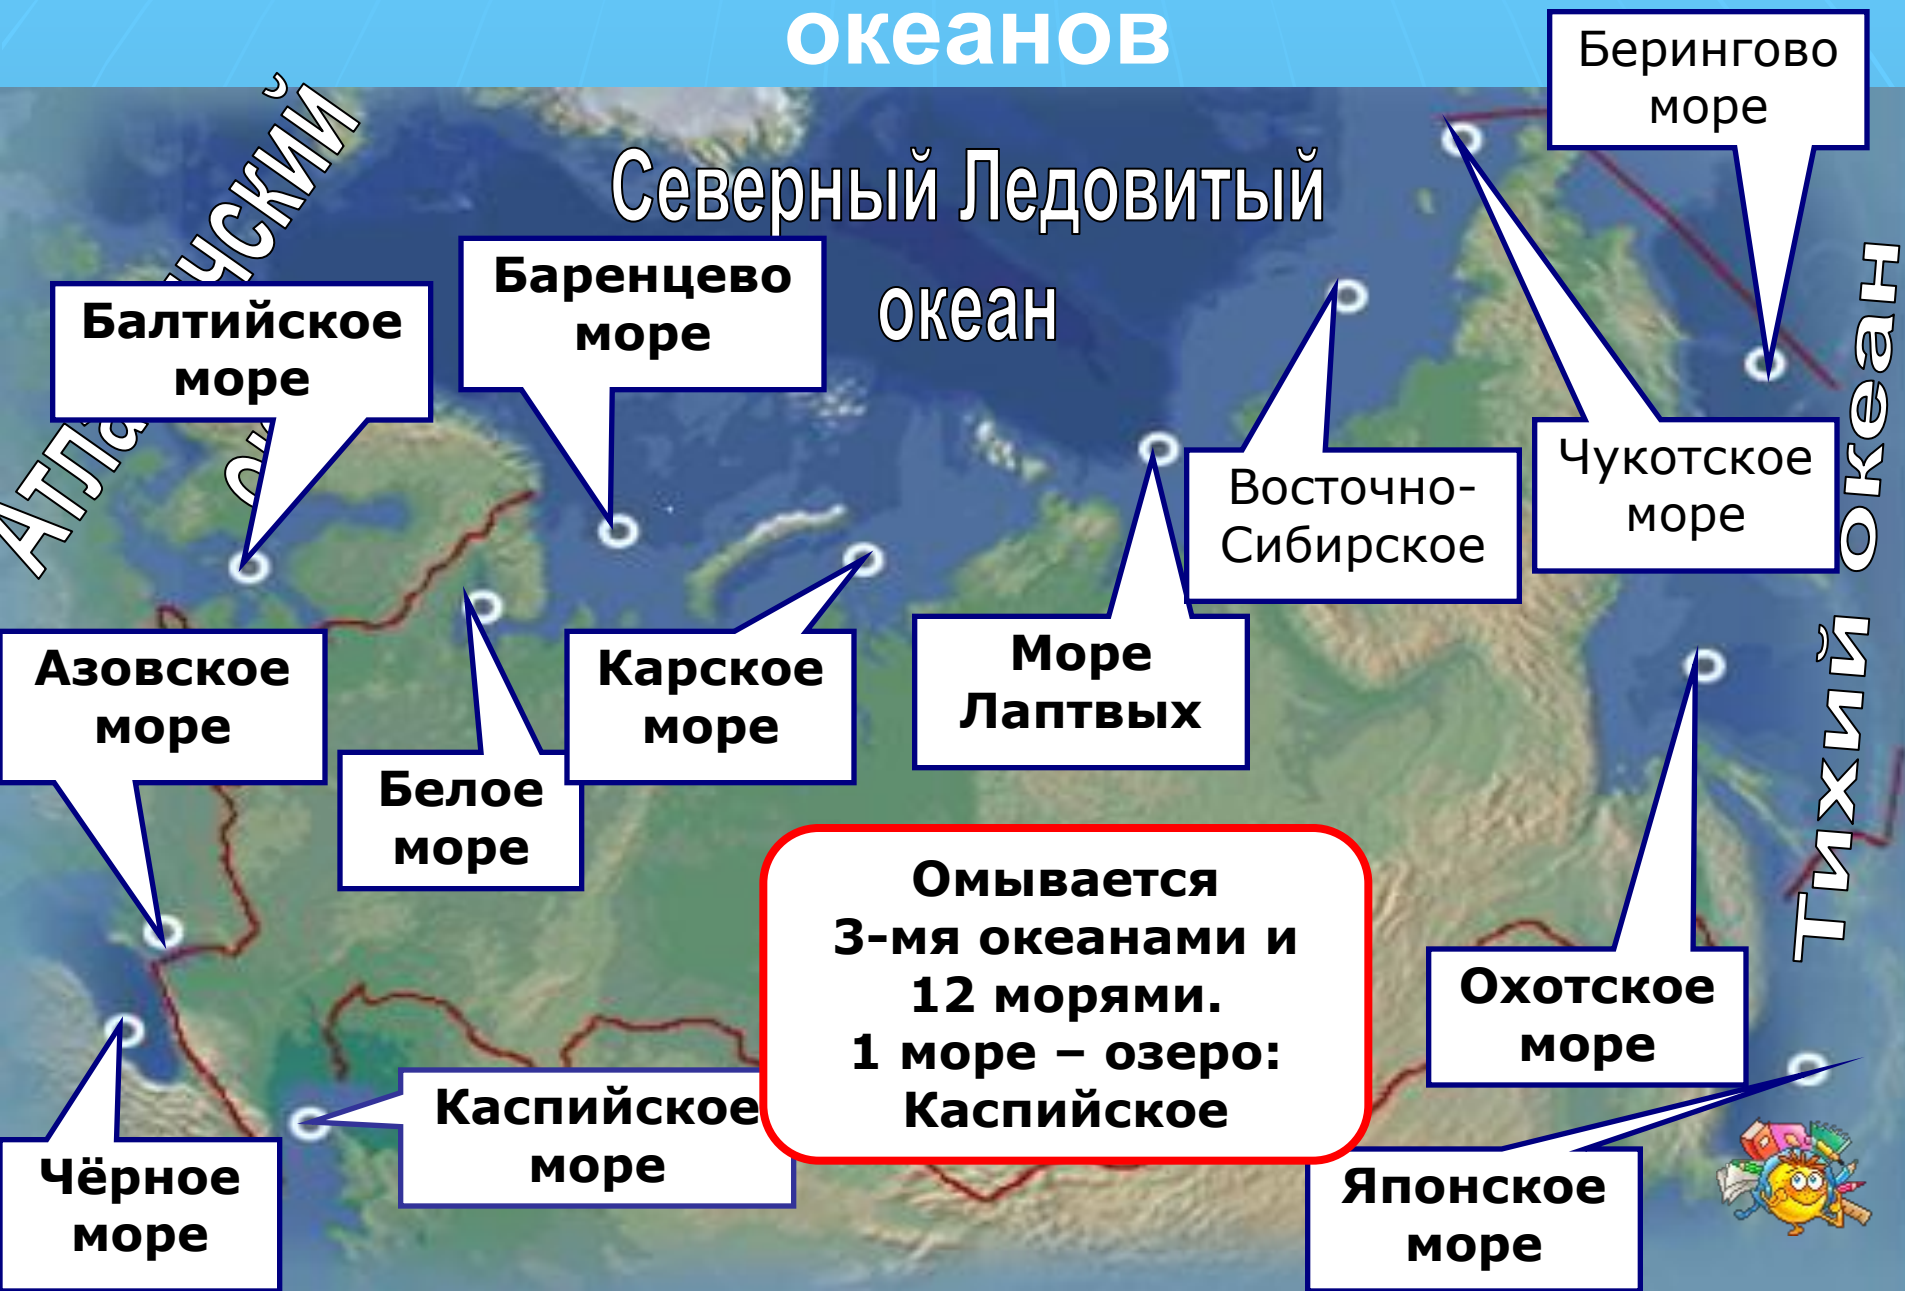 океанов
Берингово
море
Северный Ледовитый
океан
Баренцево
море
Балтийское
море
Восточно-
Сибирское
Чукотское
море
Тихий океан
Азовское
море
Карское
море
Море
Лаптвых
Белое
море
Омывается
3-мя океанами и
12 морями.
1 море – озеро:
Каспийское
Охотское
море
Каспийское
море
Чёрное
море
Японское
море